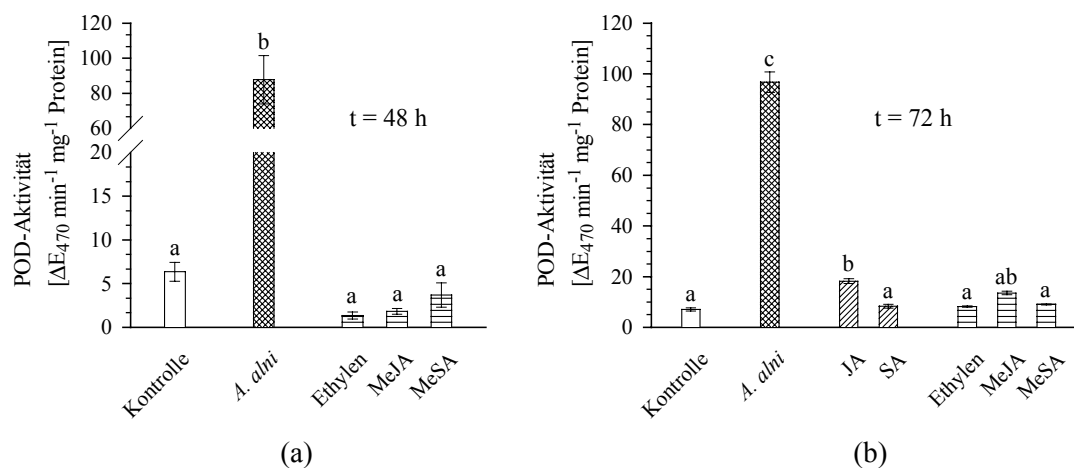 POD-Aktivität
[ΔE470 min-1 mg-1 Protein]
120
100
80
60
20
15
10
5
0
a
b
a
a
a
t = 48 h
Kontrolle
A. alni
Ethylen
MeJA
MeSA
(a)
POD-Aktivität
[ΔE470 min-1 mg-1 Protein]
120
100
80
60
40
20
0
a
c
b
a
a
ab
a
t = 72 h
Kontrolle
A. alni
JA
SA
Ethylen
MeJA
MeSA
(b)